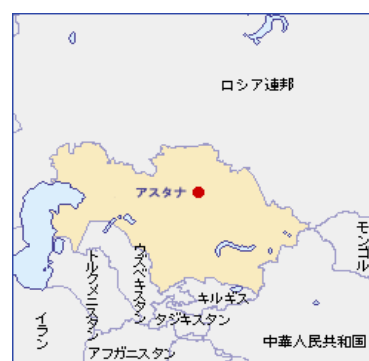 ロシア連邦
アスタナ
モンゴル
ウズベキスタン
トルクメニスタン
キルギス
タジキスタン
イラン
中華人民共和国
アフガニスタン